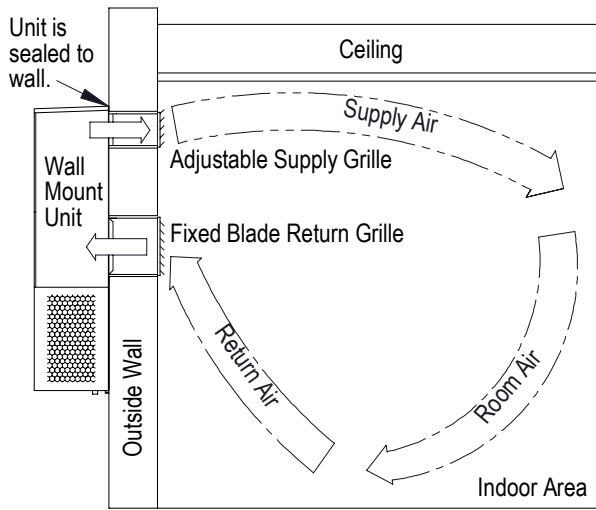 Unit is
sealed to
wall.
Ceiling
Supply Air
Adjustable Supply Grille
Wall
Mount
Unit
Fixed Blade Return Grille
Outside Wall
Return Air
Room Air
Indoor Area